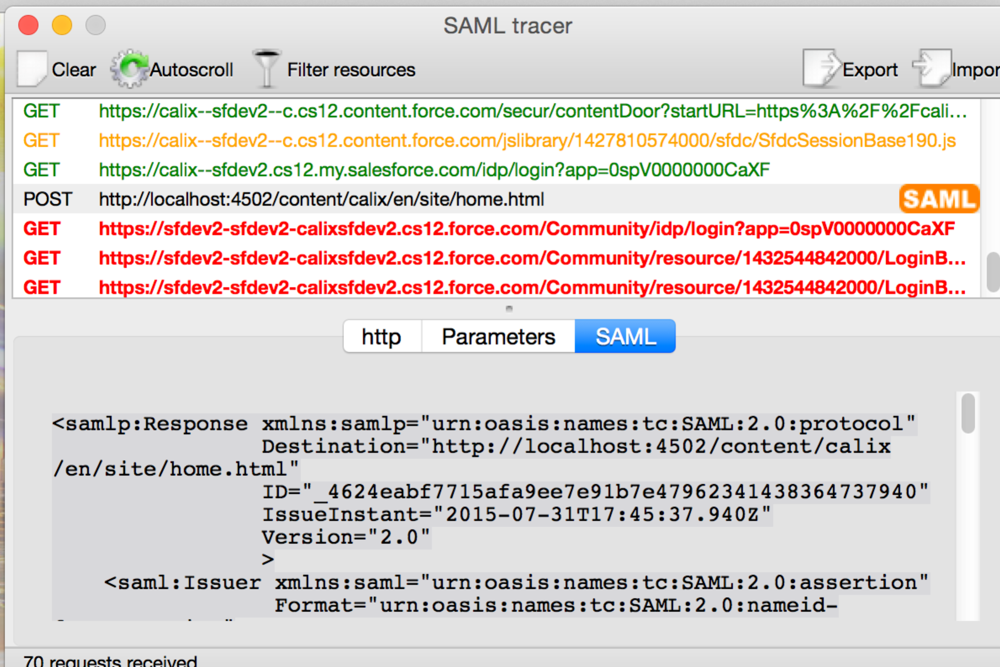 SAML tracer
Clear Autoscroll Filter resources Export Impor
GET https://calix--sfdev2--c.cs12.content.force.com/secur/contentDoor?startURL=https%3A%2F%2Fcali...
GET https://calix--sfdev2--c.cs12.content.force.com/jslibrary/1427810574000/sfdc/SfdcSessionBase190.js
GET https://calix--sfdev2.cs12.my.salesforce.com/idp/login?app=0spV0000000CaXF
POST http://localhost:4502/content/calix/en/site/home.html SAML
GET https://sfdev2-sfdev2-calixsfdev2.cs12.force.com/Community/idp/login?app=0spV0000000CaXF
GET https://sfdev2-sfdev2-calixsfdev2.cs12.force.com/Community/resource/1432544842000/LoginB...
GET https://sfdev2-sfdev2-calixsfdev2.cs12.force.com/Community/resource/1432544842000/LoginB...
http Parameters SAML
<samlp:Response xmlns:samlp="urn:oasis:names:tc:SAML:2.0:protocol"
Destination="http://localhost:4502/content/calix
/en/site/home.html"
ID="_4624eabf7715afa9ee7e91b7e47962341438364737940"
IssueInstant="2015-07-31T17:45:37.940Z"
Version="2.0"
>
<saml:Issuer xmlns:saml="urn:oasis:names:tc:SAML:2.0:assertion"
Format="urn:oasis:names:tc:SAML:2.0:nameid-
70 requests received